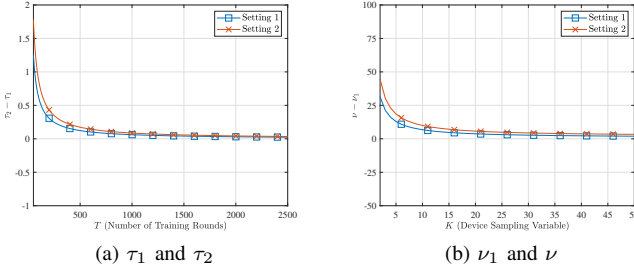 2
1.5
1
0.5
0
-0.5
-1
τ₂ − τ₁
Setting 1
Setting 2
500 1000 1500 2000 2500
T (Number of Training Rounds)
(a) τ₁ and τ₂
100
75
50
25
0
-25
-50
ν − ν₁
Setting 1
Setting 2
5 10 15 20 25 30 35 40 45 50
K (Device Sampling Variable)
(b) ν₁ and ν